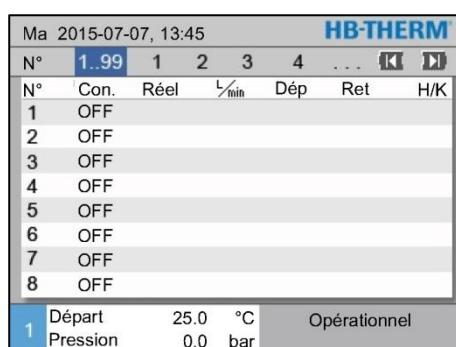 Ma 2015-07-07, 13:45 HB-THERM®
N° 1..99 1 2 3 4 ...
N° Con. Réel L/min Dép Ret H/K
1 OFF
2 OFF
3 OFF
4 OFF
5 OFF
6 OFF
7 OFF
8 OFF
1 Départ 25.0 °C Opérationnel
Pression 0.0 bar